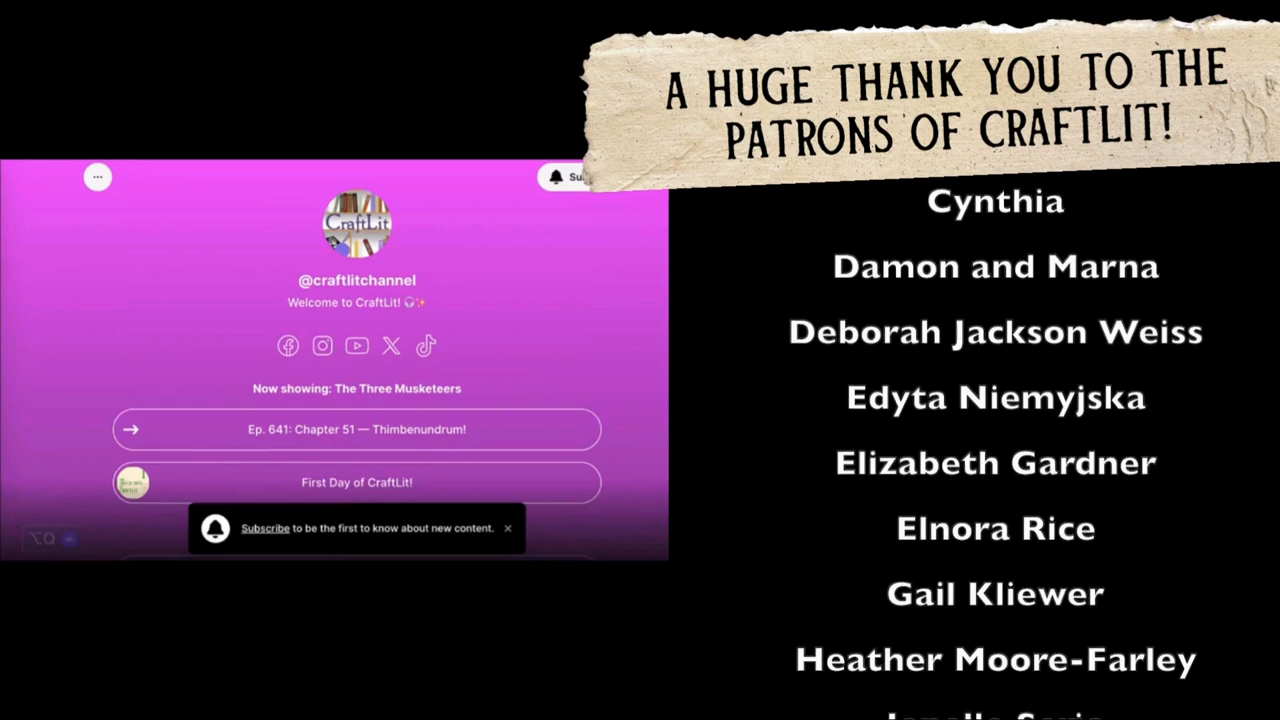 A HUGE THANK YOU TO THE
PATRONS OF CRAFTLIT!
CraftLit
@craftlitchannel
Welcome to CraftLit! 🎧✨
Now showing: The Three Musketeers
→ Ep. 641: Chapter 51 — Thimbenundrum!
First Day of CraftLit!
Subscribe to be the first to know about new content. ×
⌥Q
Cynthia
Damon and Marna
Deborah Jackson Weiss
Edyta Niemyjska
Elizabeth Gardner
Elnora Rice
Gail Kliewer
Heather Moore-Farley